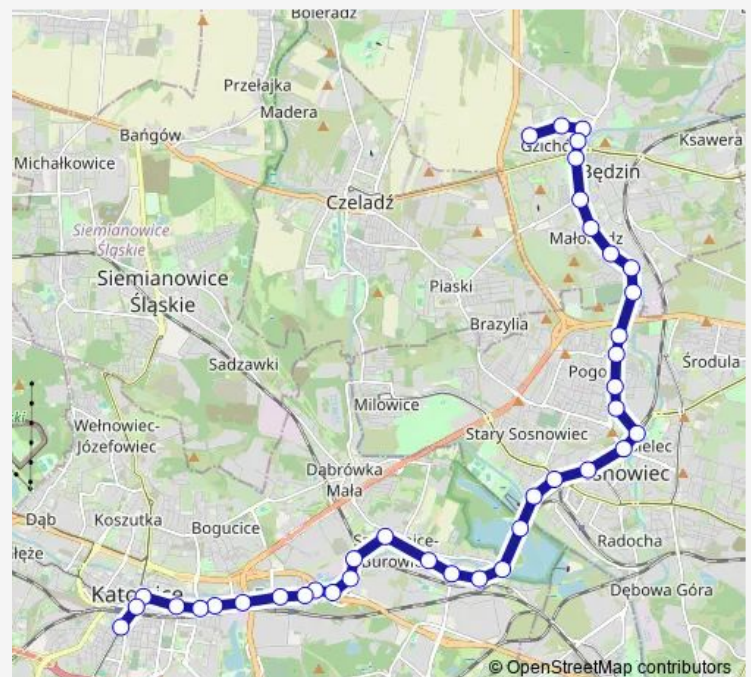 Boleradz
Przełajka
Madera
Bańgów
Ksawera
Michałkowice
Będzin
Czeladź
Siemianowice
Śląskie
Siemianowice
Śląskie
Piaski
Brazylia
Sadzawki
Środula
Milowice
Wełnowiec-
Józefowiec
Stary Sosnowiec
Dąbrówka
Mała
Dąb
Koszutka
Bogucice
Radocha
Dębowa Góra
© OpenStreetMap contributors